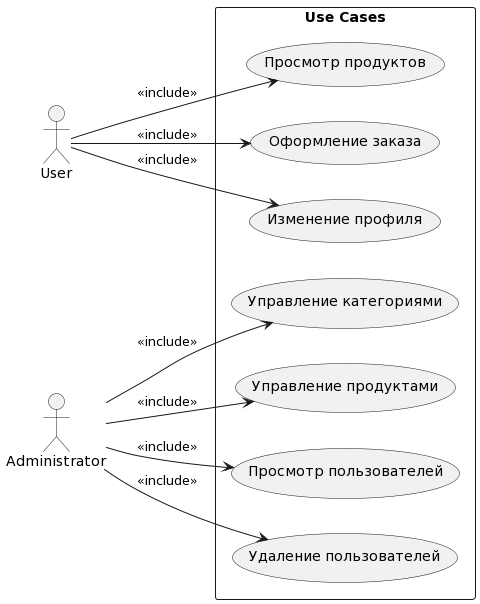 Use Cases
Просмотр продуктов
«include»
Оформление заказа
«include»
«include»
User
Изменение профиля
Управление категориями
«include»
Управление продуктами
«include»
«include»
Administrator
Просмотр пользователей
«include»
Удаление пользователей